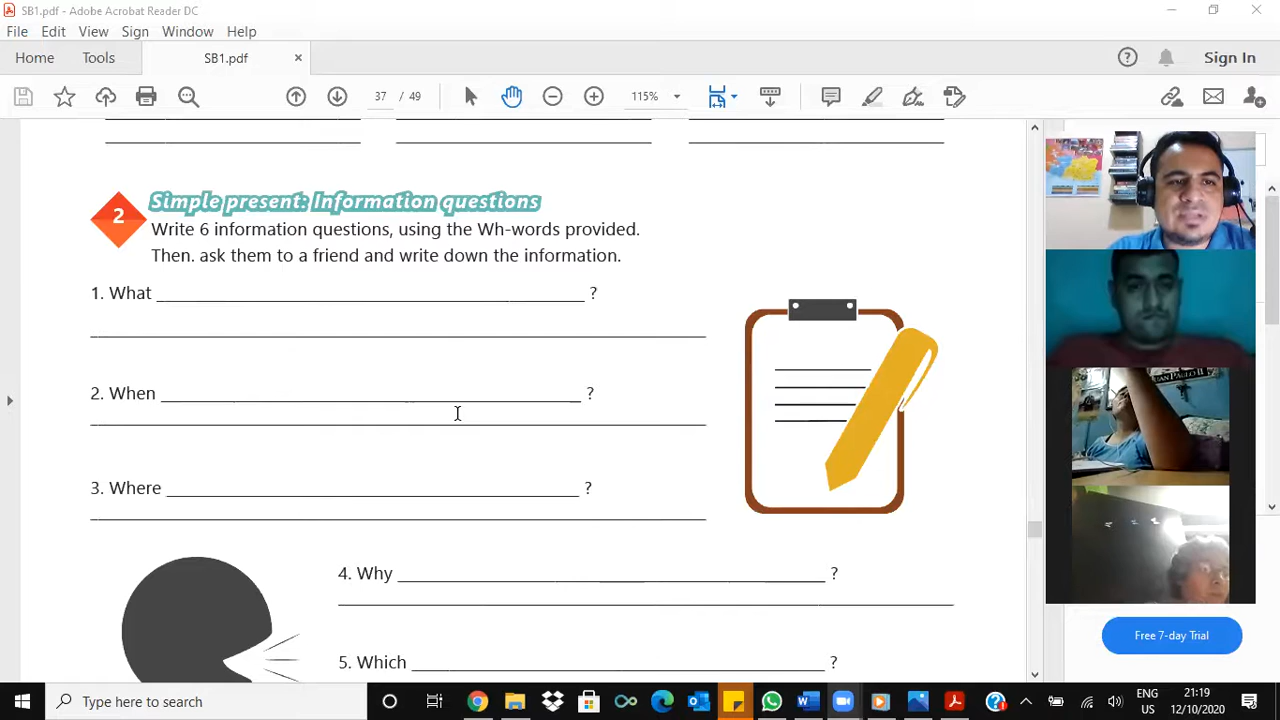 SB1.pdf - Adobe Acrobat Reader DC
File Edit View Sign Window Help
Home Tools SB1.pdf × Sign In
37 / 49 115%
2 Simple present: Information questions
Write 6 information questions, using the Wh-words provided.
Then. ask them to a friend and write down the information.
1. What ?
2. When ?
3. Where ?
4. Why ?
5. Which ?
Free 7-day Trial
Type here to search
ENG 21:19
US 12/10/2020